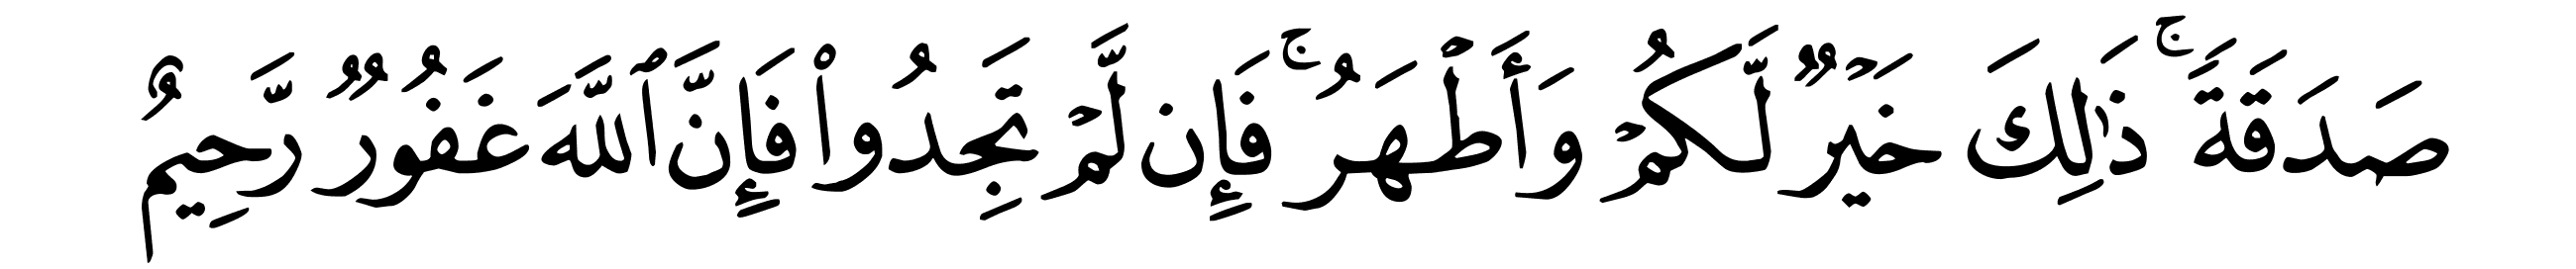 صَدَقَةً ۚ ذَٰلِكَ خَيْرٌ لَّكُمْ وَأَطْهَرُ ۚ فَإِن لَّمْ تَجِدُوا۟ فَإِنَّ ٱللَّهَ غَفُورٌ رَّحِيمٌ